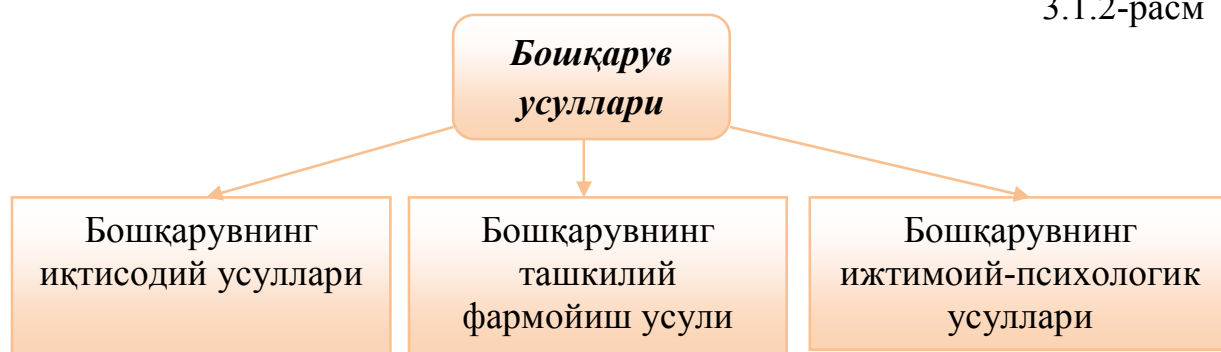 3.1.2-расм
Бошқарув
усуллари
Бошқарувнинг
иқтисодий усуллари
Бошқарувнинг
ташкилий
фармойиш усули
Бошқарувнинг
ижтимоий-психологик
усуллари